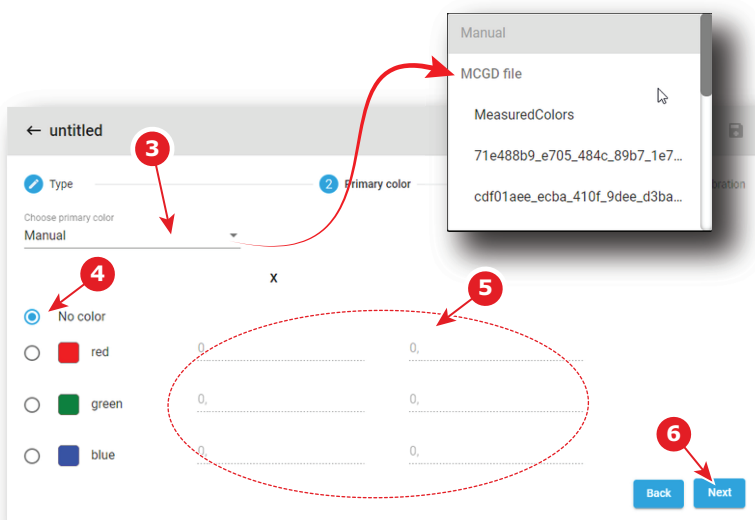 Manual
MCGD file
MeasuredColors
71e488b9_e705_484c_89b7_1e7...
cdf01aee_ecba_410f_9dee_d3ba...
← untitled
3
Type
2 Primary color
bration
Choose primary color
Manual
4
x
5
No color
red 0, 0,
green 0, 0,
blue 0, 0,
6
Back Next